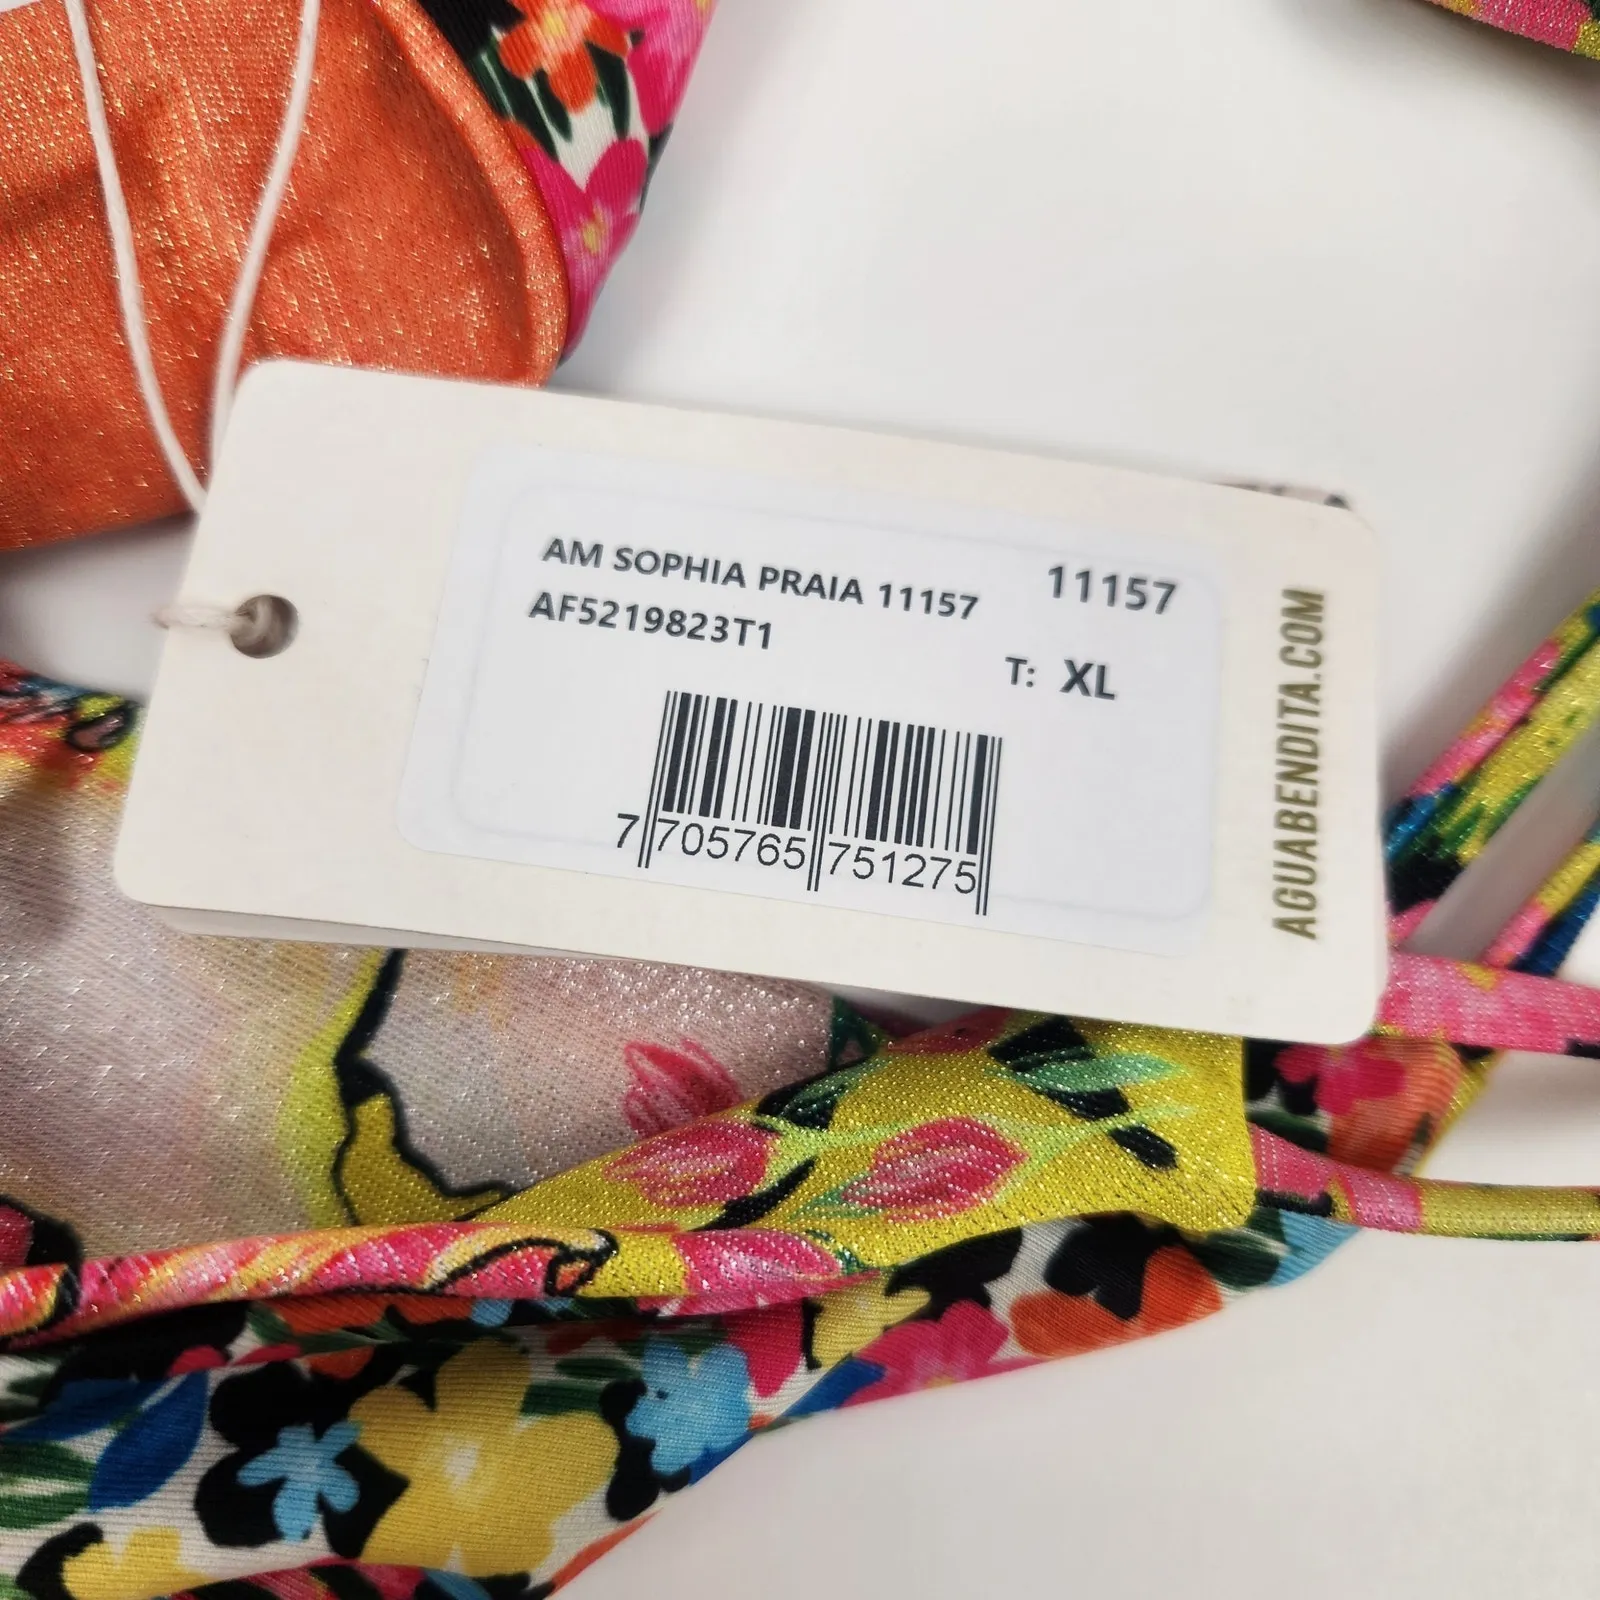 AM SOPHIA PRAIA 11157 11157
AF5219823T1
T: XL
7 705765 751275
AGUABENDITA.COM